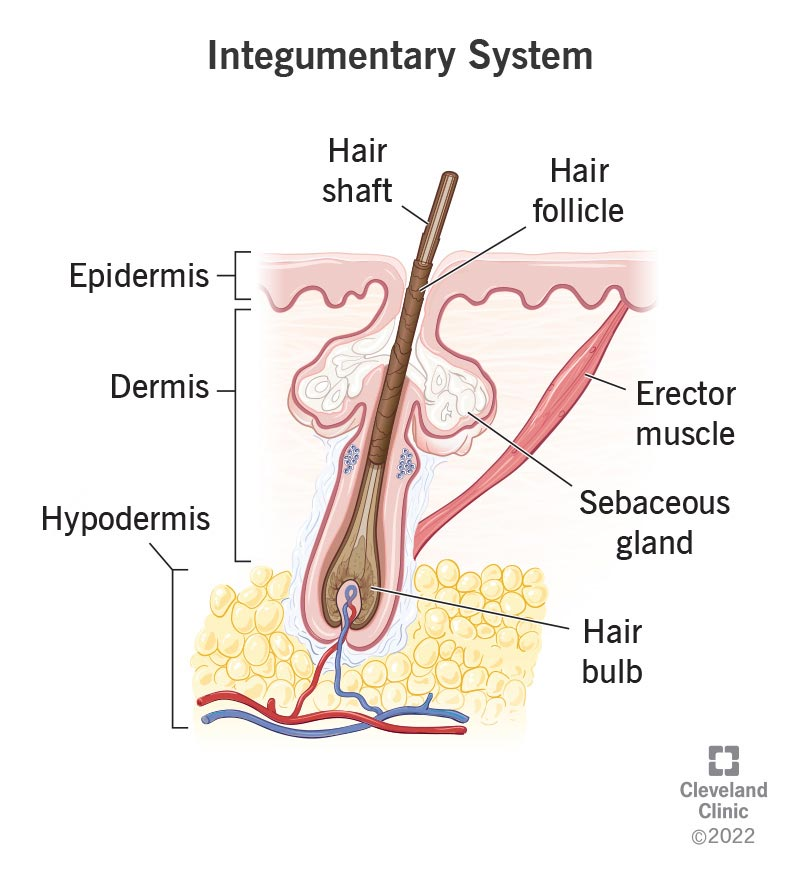 Integumentary System
Hair
shaft
Hair
follicle
Epidermis
Dermis
Erector
muscle
Sebaceous
gland
Hypodermis
Hair
bulb
Cleveland
Clinic
©2022